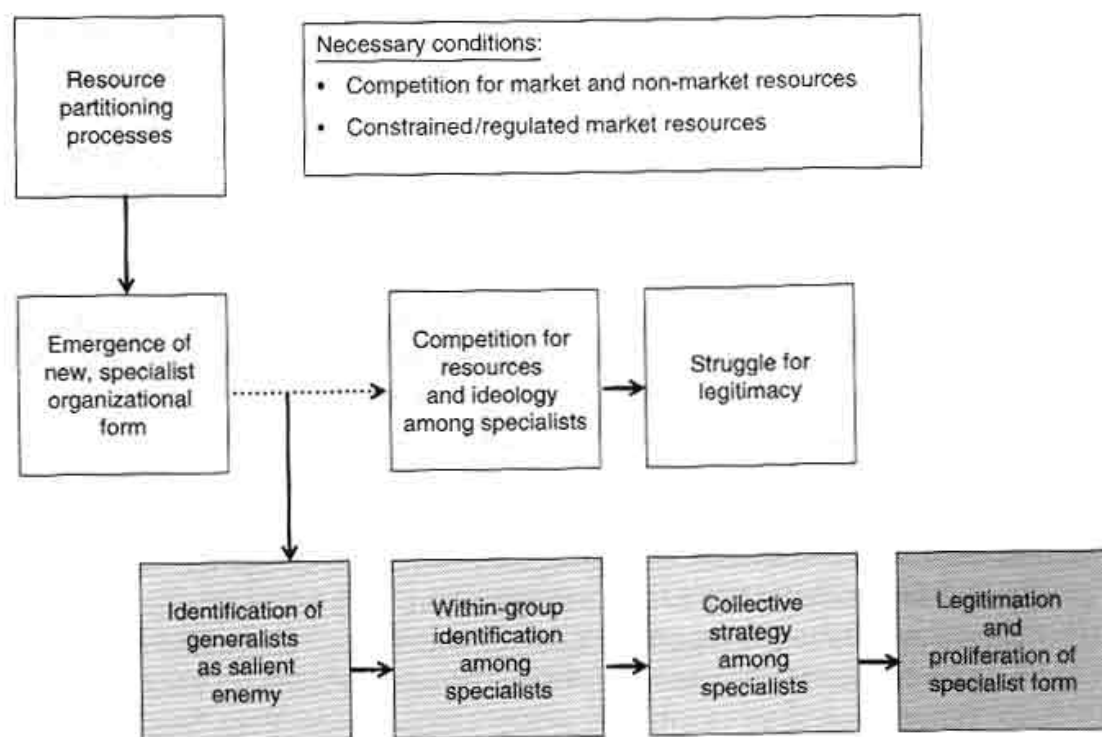 Resource
partitioning
processes
Necessary conditions:
• Competition for market and non-market resources
• Constrained/regulated market resources
Emergence of
new, specialist
organizational
form
Competition for
resources
and ideology
among specialists
Struggle for
legitimacy
Identification of
generalists
as salient
enemy
Within-group
identification
among
specialists
Collective
strategy
among
specialists
Legitimation
and
proliferation of
specialist form